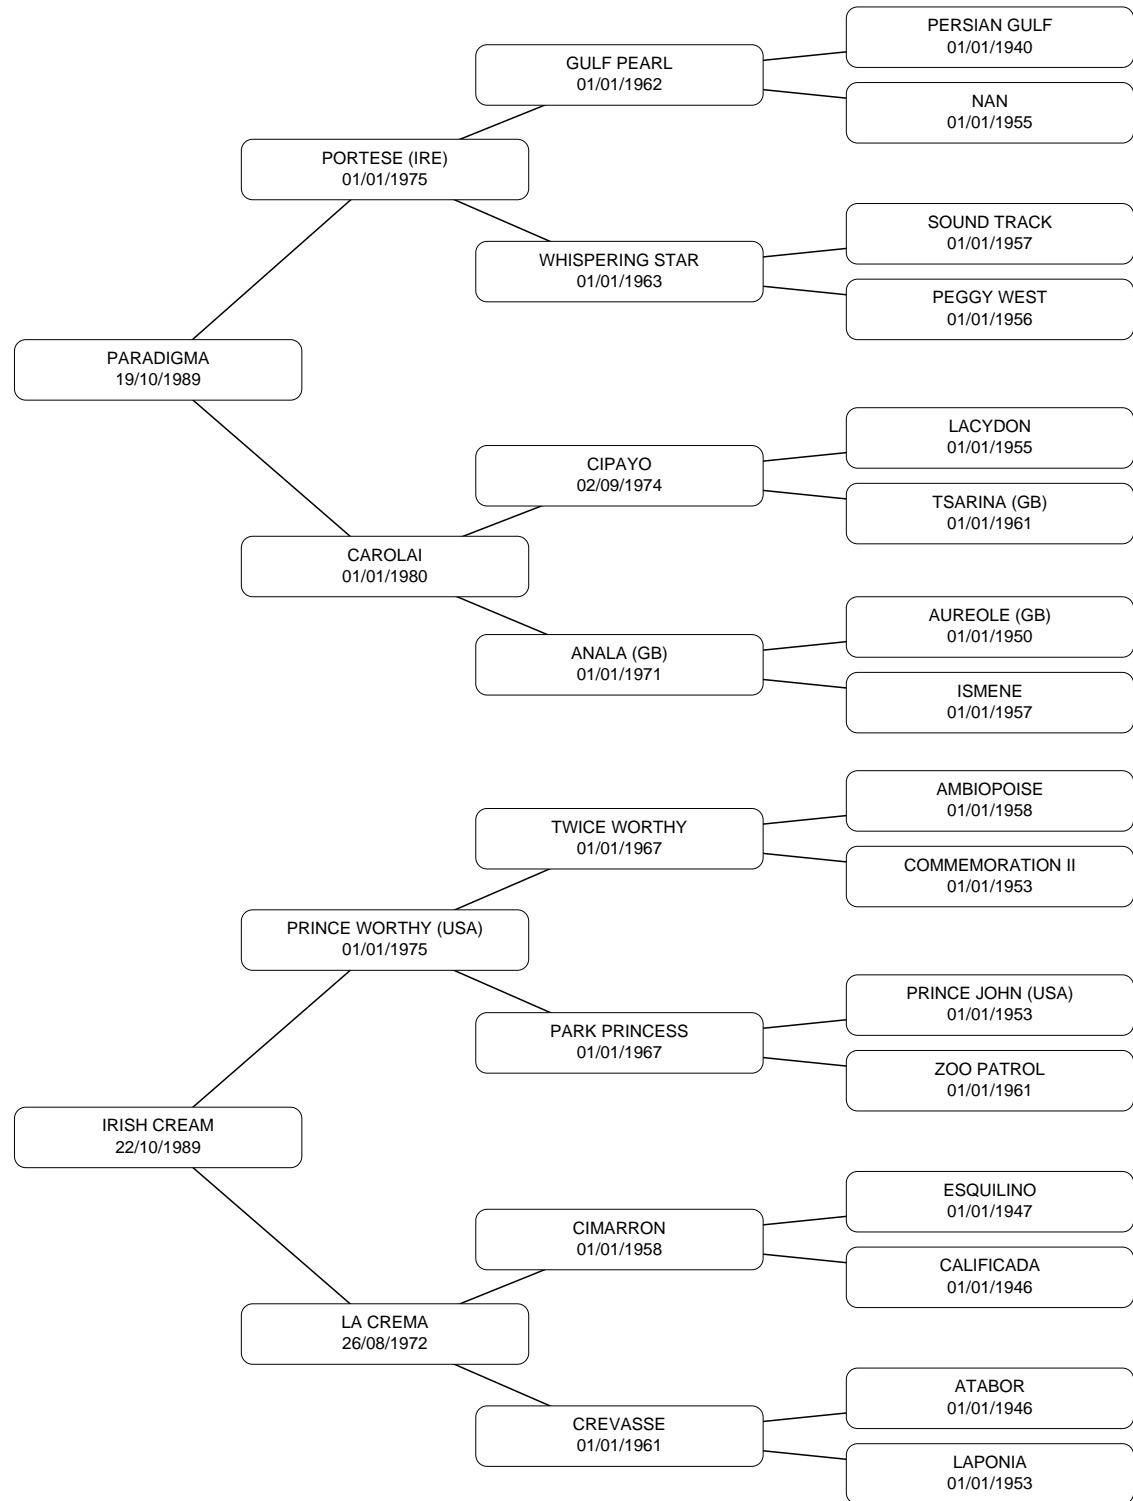 PERSIAN GULF
01/01/1940
GULF PEARL
01/01/1962
NAN
01/01/1955
PORTESE (IRE)
01/01/1975
SOUND TRACK
01/01/1957
WHISPERING STAR
01/01/1963
PEGGY WEST
01/01/1956
PARADIGMA
19/10/1989
LACYDON
01/01/1955
CIPAYO
02/09/1974
TSARINA (GB)
01/01/1961
CAROLAI
01/01/1980
AUREOLE (GB)
01/01/1950
ANALA (GB)
01/01/1971
ISMENE
01/01/1957
AMBIOPOISE
01/01/1958
TWICE WORTHY
01/01/1967
COMMEMORATION II
01/01/1953
PRINCE WORTHY (USA)
01/01/1975
PRINCE JOHN (USA)
01/01/1953
PARK PRINCESS
01/01/1967
ZOO PATROL
01/01/1961
IRISH CREAM
22/10/1989
ESQUILINO
01/01/1947
CIMARRON
01/01/1958
CALIFICADA
01/01/1946
LA CREMA
26/08/1972
ATABOR
01/01/1946
CREVASSE
01/01/1961
LAPONIA
01/01/1953